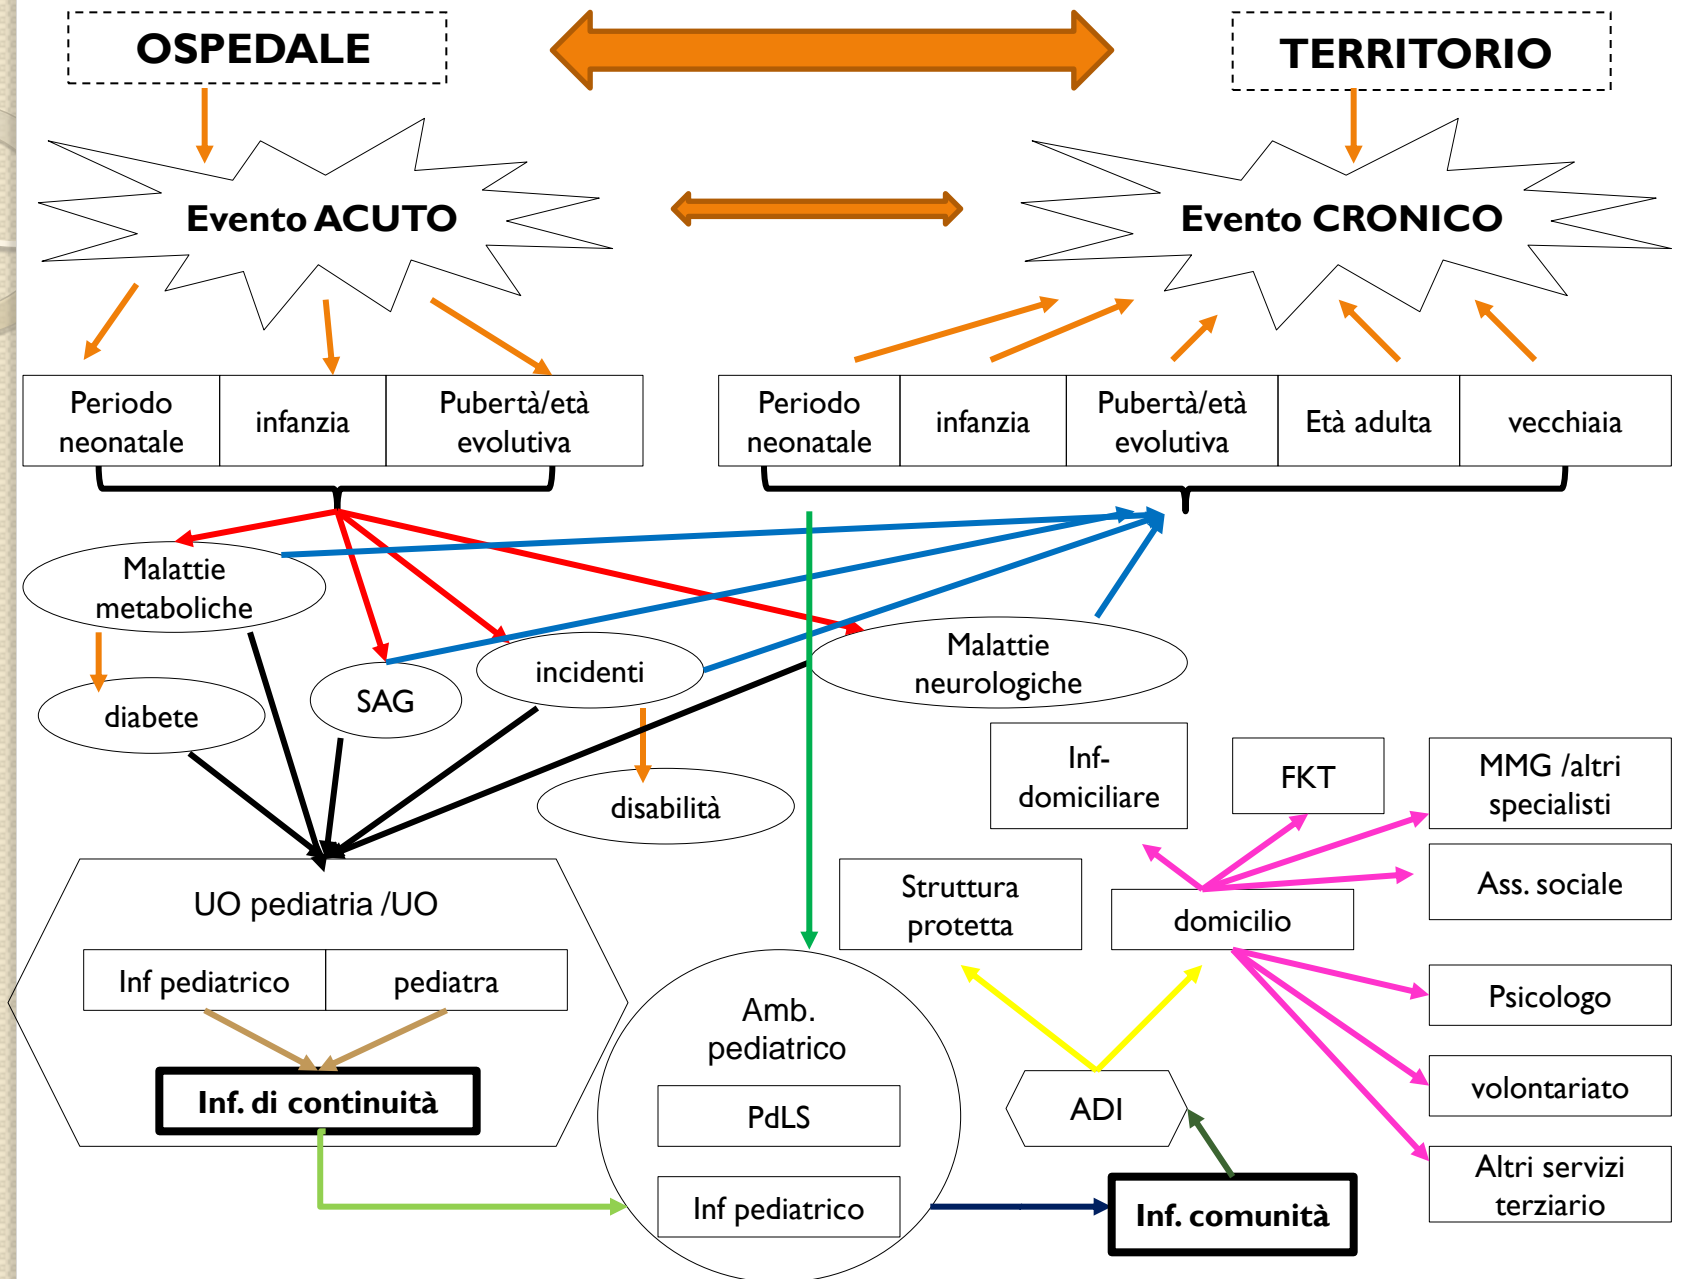 OSPEDALE
TERRITORIO
Evento ACUTO
Evento CRONICO
Periodo
neonatale
infanzia
Pubertà/età
evolutiva
Periodo
neonatale
infanzia
Pubertà/età
evolutiva
Età adulta
vecchiaia
Malattie
metaboliche
diabete
SAG
incidenti
Malattie
neurologiche
disabilità
Inf-
domiciliare
FKT
MMG /altri
specialisti
Struttura
protetta
domicilio
Ass. sociale
UO pediatria /UO
Inf pediatrico
pediatra
Inf. di continuità
Amb.
pediatrico
PdLS
Inf pediatrico
ADI
Inf. comunità
Psicologo
volontariato
Altri servizi
terziario